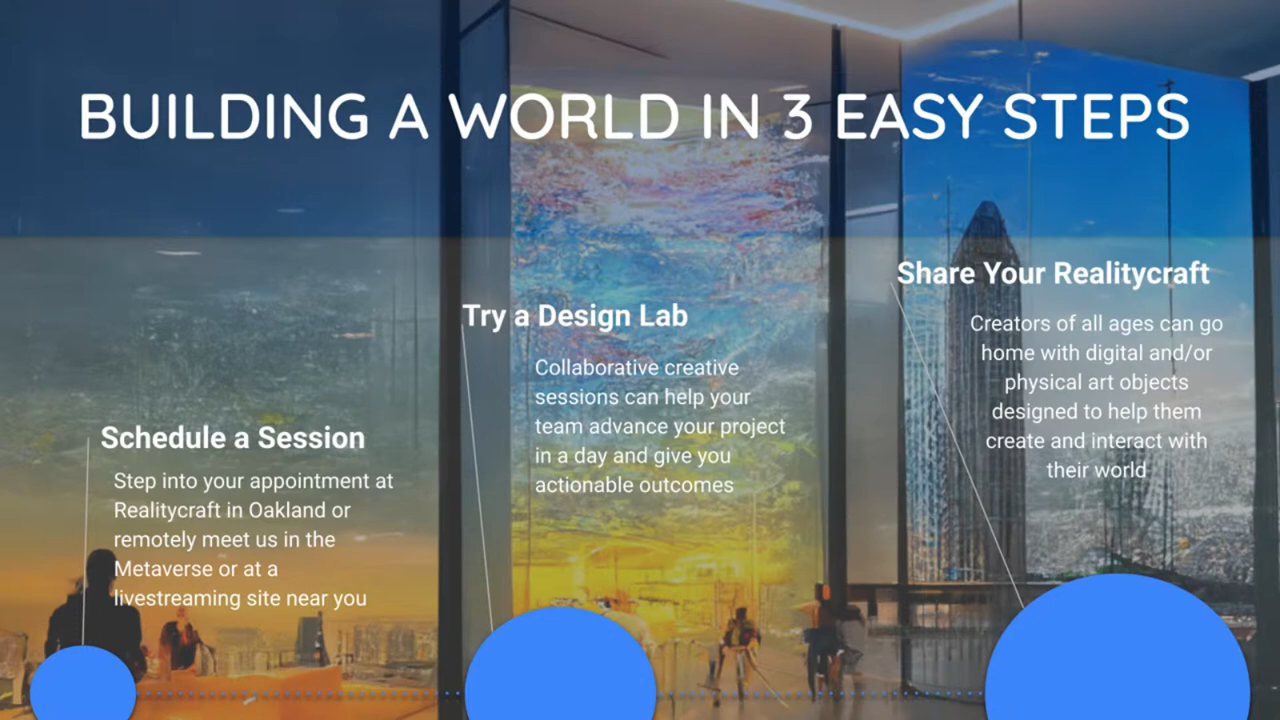 BUILDING A WORLD IN 3 EASY STEPS
Schedule a Session
Step into your appointment at
Realitycraft in Oakland or
remotely meet us in the
Metaverse or at a
livestreaming site near you
Try a Design Lab
Collaborative creative
sessions can help your
team advance your project
in a day and give you
actionable outcomes
Share Your Realitycraft
Creators of all ages can go
home with digital and/or
physical art objects
designed to help them
create and interact with
their world